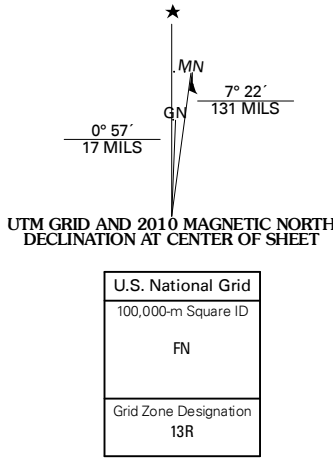 ★
MN
7° 22´
131 MILS
GN
0° 57´
17 MILS
UTM GRID AND 2010 MAGNETIC NORTH
DECLINATION AT CENTER OF SHEET
U.S. National Grid
100,000-m Square ID
FN
Grid Zone Designation
13R